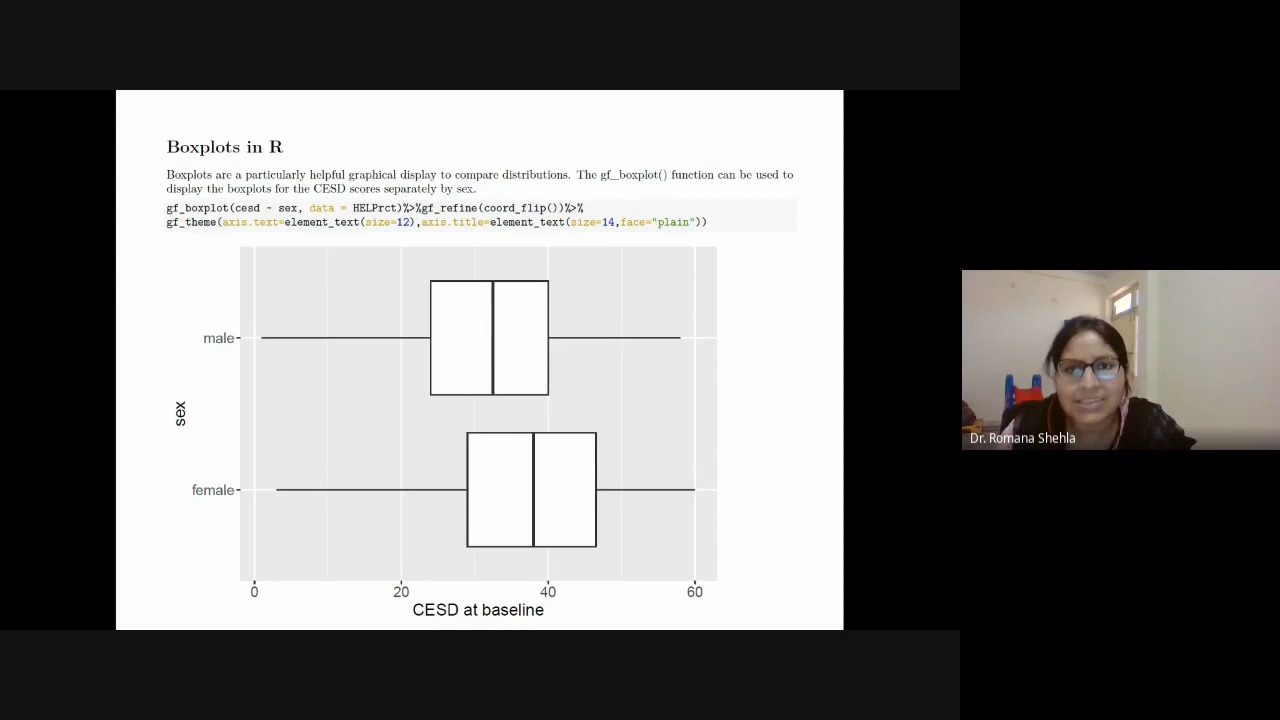 Boxplots in R
Boxplots are a particularly helpful graphical display to compare distributions. The gf_boxplot() function can be used to
display the boxplots for the CESD scores separately by sex.
gf_boxplot(cesd ~ sex, data = HELPrct)%>%gf_refine(coord_flip())%>%
gf_theme(axis.text=element_text(size=12),axis.title=element_text(size=14,face="plain"))
male
sex
female
0 20 40 60
CESD at baseline
Dr. Romana Shehla